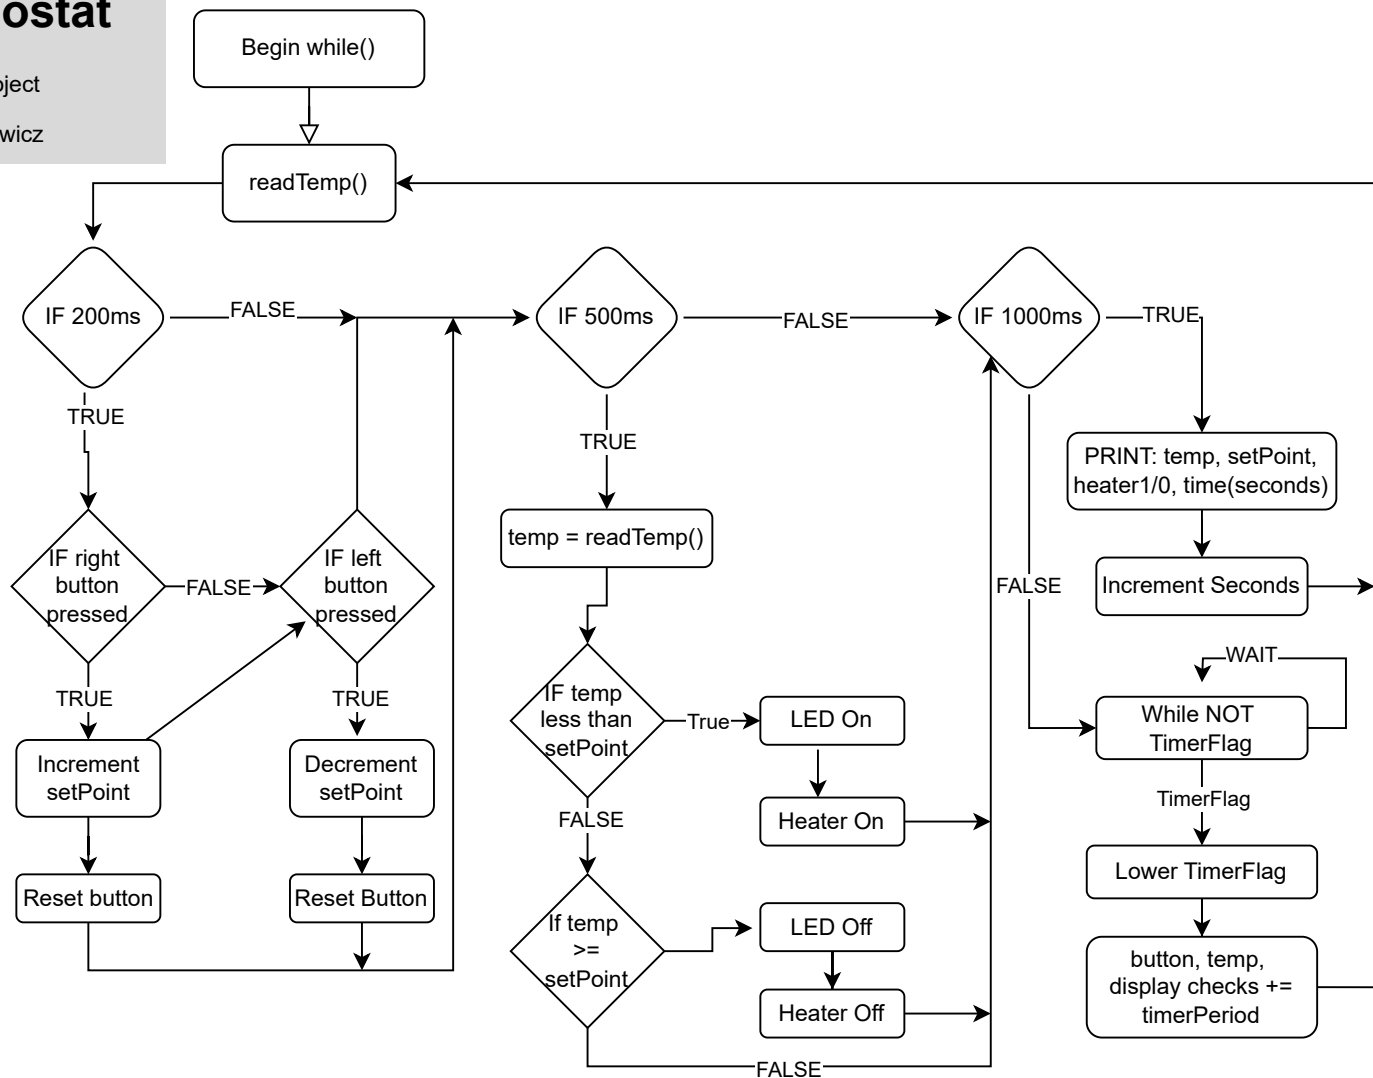 ostat
ject
wicz
Begin while()
readTemp()
IF 200ms
FALSE
IF 500ms
FALSE
IF 1000ms
TRUE
TRUE
TRUE
PRINT: temp, setPoint,
heater1/0, time(seconds)
IF right
button
pressed
FALSE
IF left
button
pressed
temp = readTemp()
FALSE
Increment Seconds
WAIT
TRUE
TRUE
IF temp
less than
setPoint
True
LED On
While NOT
TimerFlag
Increment
setPoint
Decrement
setPoint
TimerFlag
FALSE
Heater On
Reset button
Reset Button
Lower TimerFlag
If temp
>=
setPoint
LED Off
button, temp,
display checks +=
timerPeriod
Heater Off
FALSE